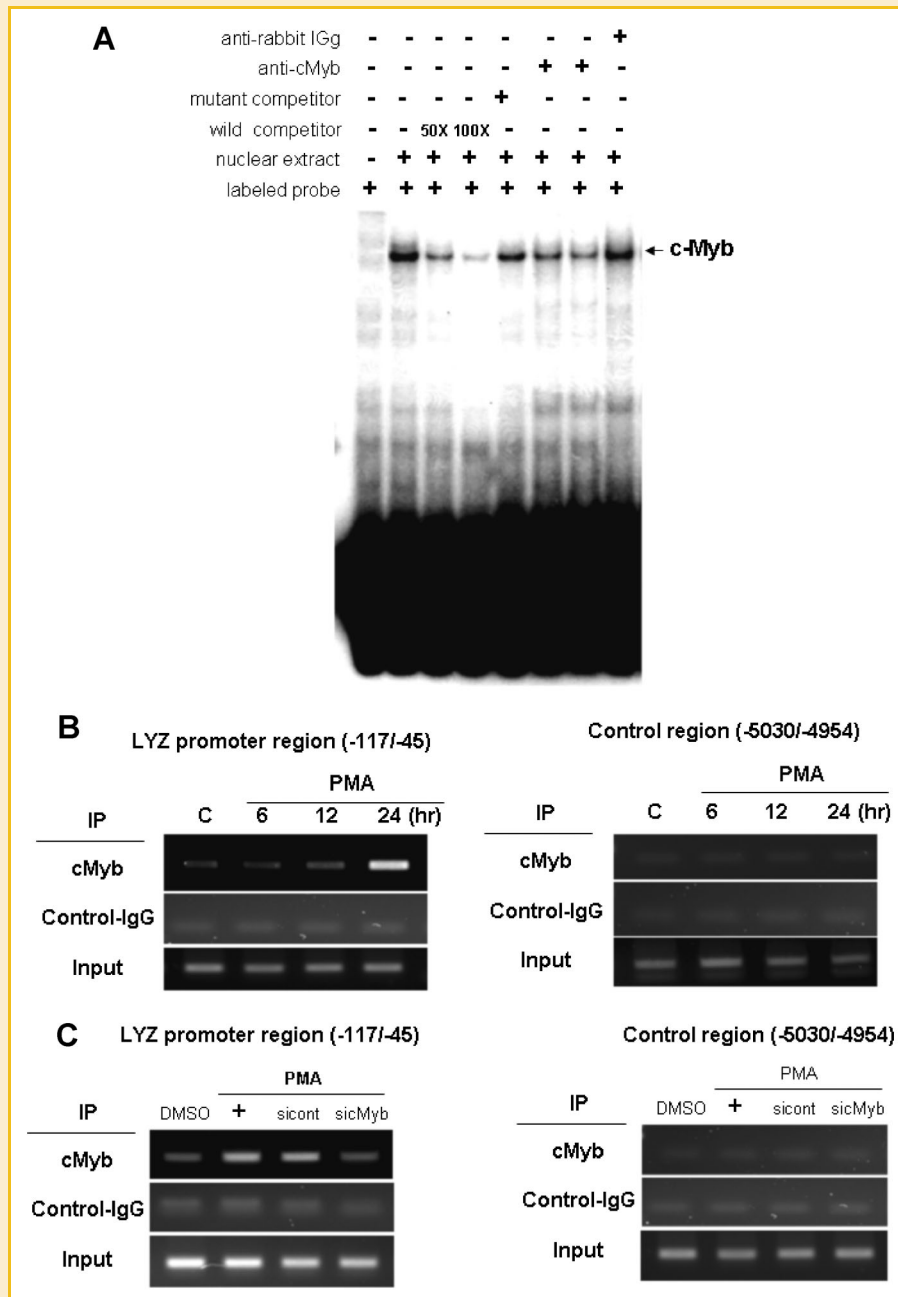 A
anti-rabbit IGg - - - - - - - +
anti-cMyb - - - - - + + -
mutant competitor - - - - + - - -
wild competitor - - 50X 100X - - - -
nuclear extract - + + + + + + +
labeled probe + + + + + + + +
← c-Myb
B
LYZ promoter region (-117/-45)
PMA
IP C 6 12 24 (hr)
cMyb
Control-IgG
Input
Control region (-5030/-4954)
PMA
IP C 6 12 24 (hr)
cMyb
Control-IgG
Input
C
LYZ promoter region (-117/-45)
PMA
IP DMSO + sicont sicMyb
cMyb
Control-IgG
Input
Control region (-5030/-4954)
PMA
IP DMSO + sicont sicMyb
cMyb
Control-IgG
Input